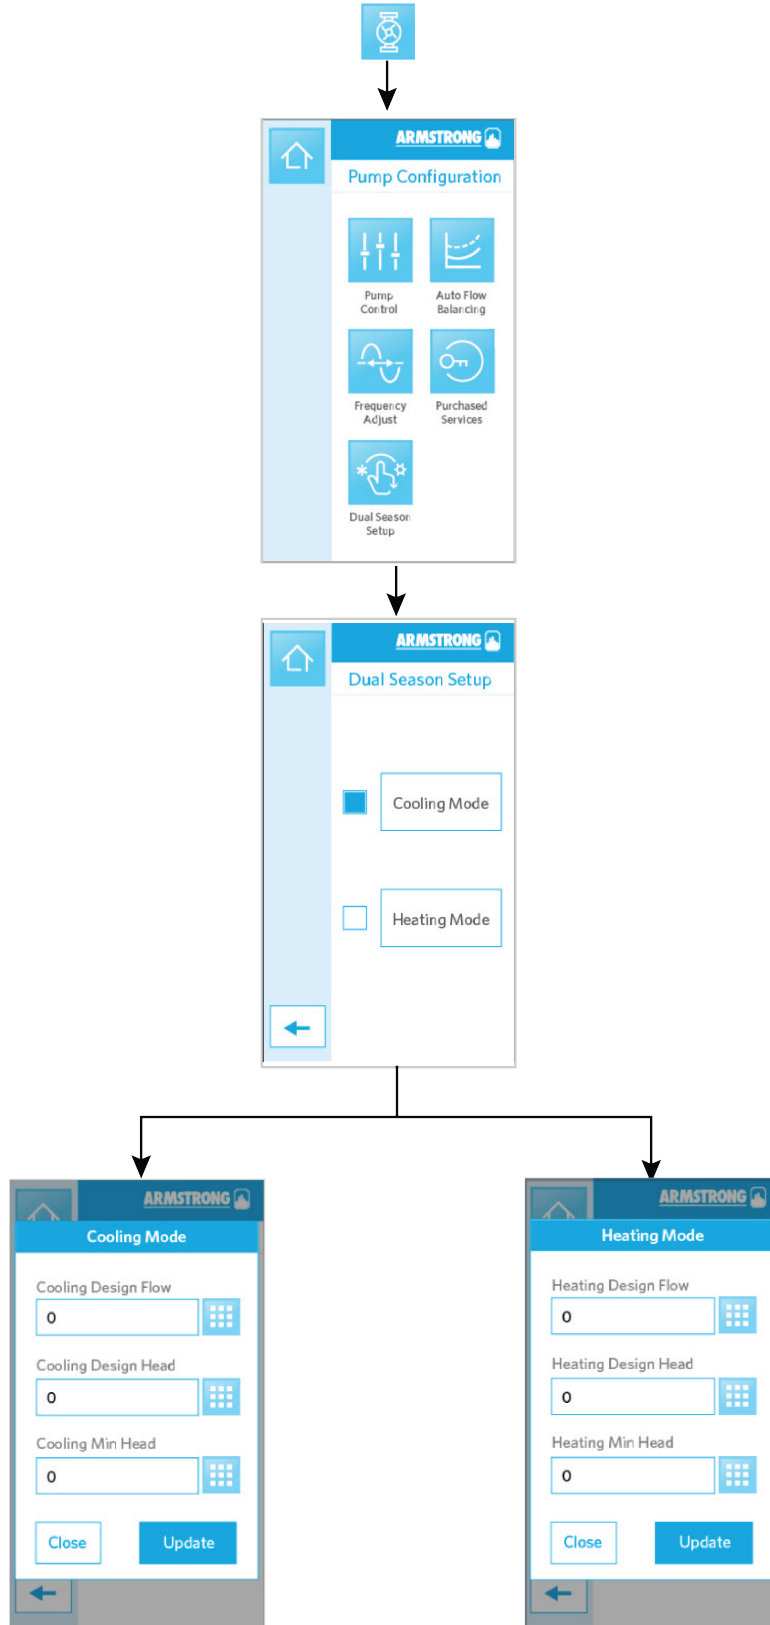 ARMSTRONG
Pump Configuration
Pump
Control
Auto Flow
Balancing
Frequency
Adjust
Purchased
Services
Dual Season
Setup
ARMSTRONG
Dual Season Setup
Cooling Mode
Heating Mode
ARMSTRONG
Cooling Mode
Cooling Design Flow
0
Cooling Design Head
0
Cooling Min Head
0
Close
Update
ARMSTRONG
Heating Mode
Heating Design Flow
0
Heating Design Head
0
Heating Min Head
0
Close
Update